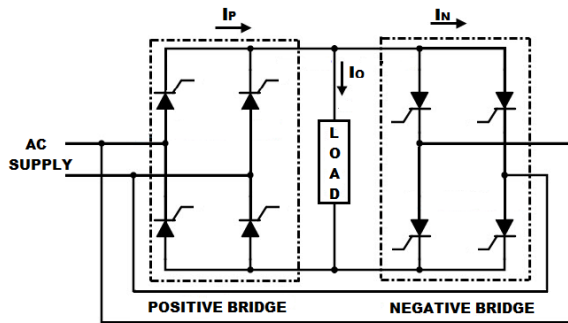 IP
IN
IO
AC
SUPPLY
L
O
A
D
POSITIVE BRIDGE
NEGATIVE BRIDGE